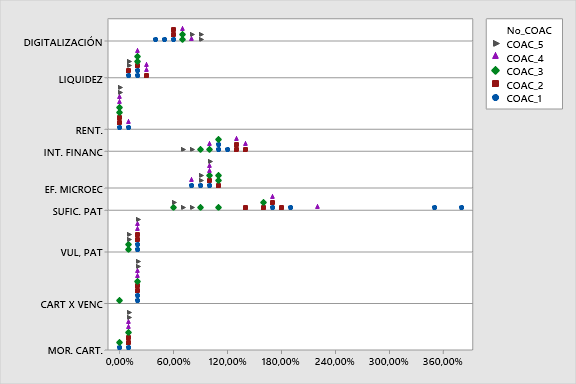 No_COAC
COAC_5
COAC_4
COAC_3
COAC_2
COAC_1
DIGITALIZACIÓN
LIQUIDEZ
RENT.
INT. FINANC
EF. MICROEC
SUFIC. PAT
VUL, PAT
CART X VENC
MOR. CART.
0,00% 60,00% 120,00% 180,00% 240,00% 300,00% 360,00%